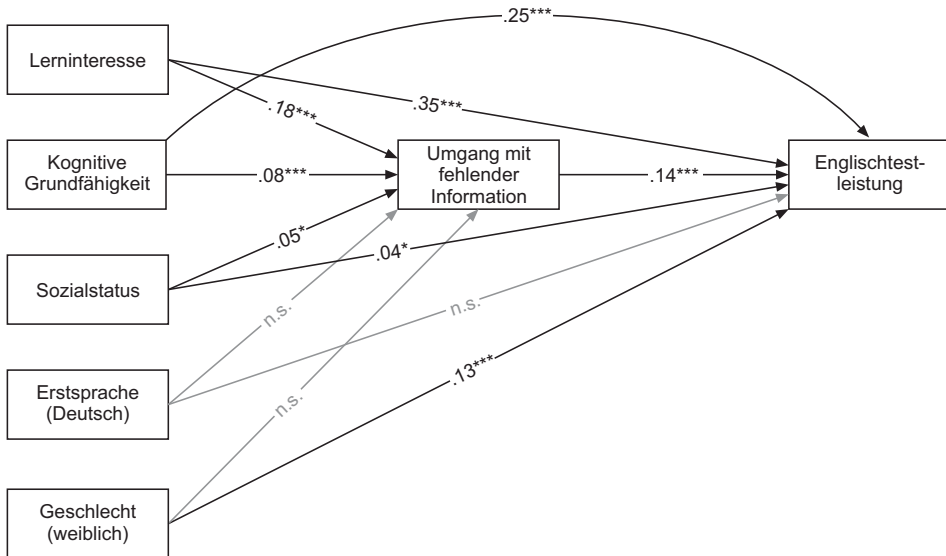 .25***
Lerninteresse
.18***
.35***
Kognitive
Grundfähigkeit
.08***
Umgang mit
fehlender
Information
.14***
Englischtest-
leistung
.05*
.04*
Sozialstatus
n.s.
n.s.
Erstsprache
(Deutsch)
.13***
n.s.
Geschlecht
(weiblich)